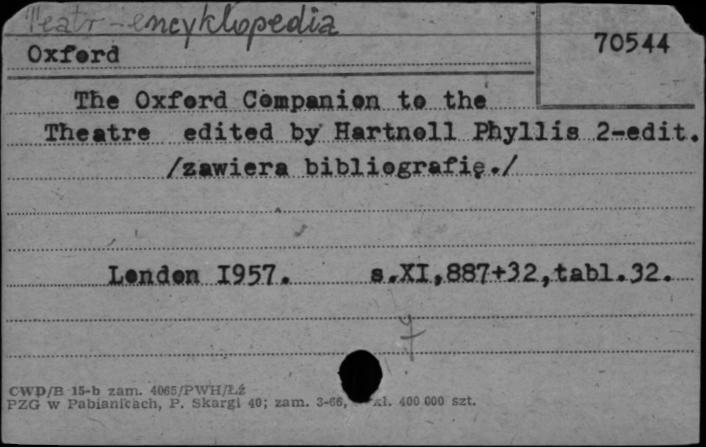 Teatr - encyklopedia
Oxford
70544
The Oxford Companion to the
Theatre edited by Hartnoll Phyllis 2-edit.
/zawiera bibliografię./
London 1957. s.XI,887+32,tabl.32.
CWD/B 15-b zam. 4065/PWH/Łź
PZG w Pabianicach, P. Skargi 40; zam. 3-66, kł. 400 000 szt.